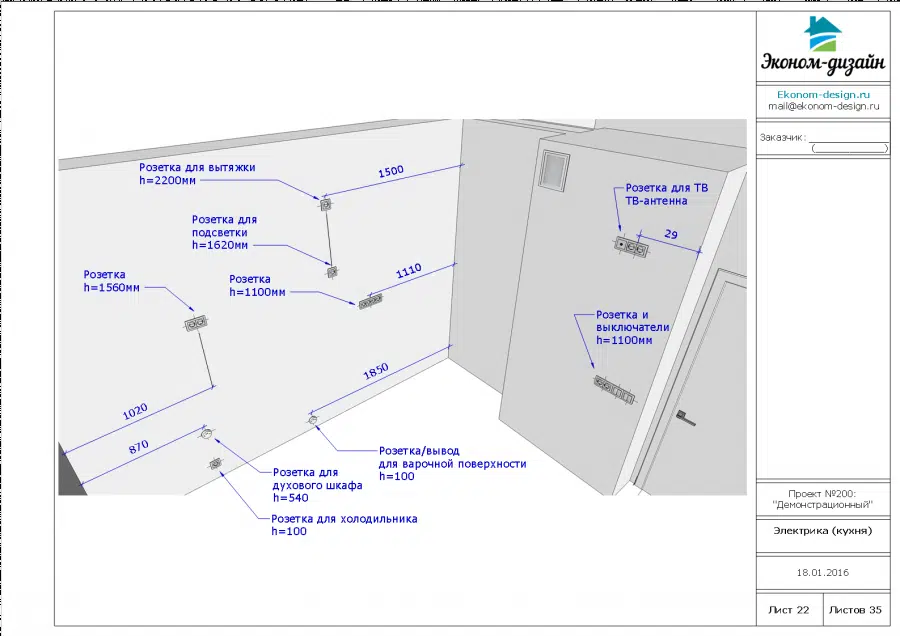 Розетка для вытяжки
h=2200мм
1500
Розетка для
подсветки
h=1620мм
Розетка
h=1560мм
Розетка
h=1100мм
1110
1850
1020
870
Розетка для ТВ
ТВ-антенна
29
Розетка и
выключатели
h=1100мм
Розетка/вывод
для варочной поверхности
h=100
Розетка для
духового шкафа
h=540
Розетка для холодильника
h=100
Эконом-дизайн
Ekonom-design.ru
mail@ekonom-design.ru
Заказчик:
Проект №200:
"Демонстрационный"
Электрика (кухня)
18.01.2016
Лист 22
Листов 35